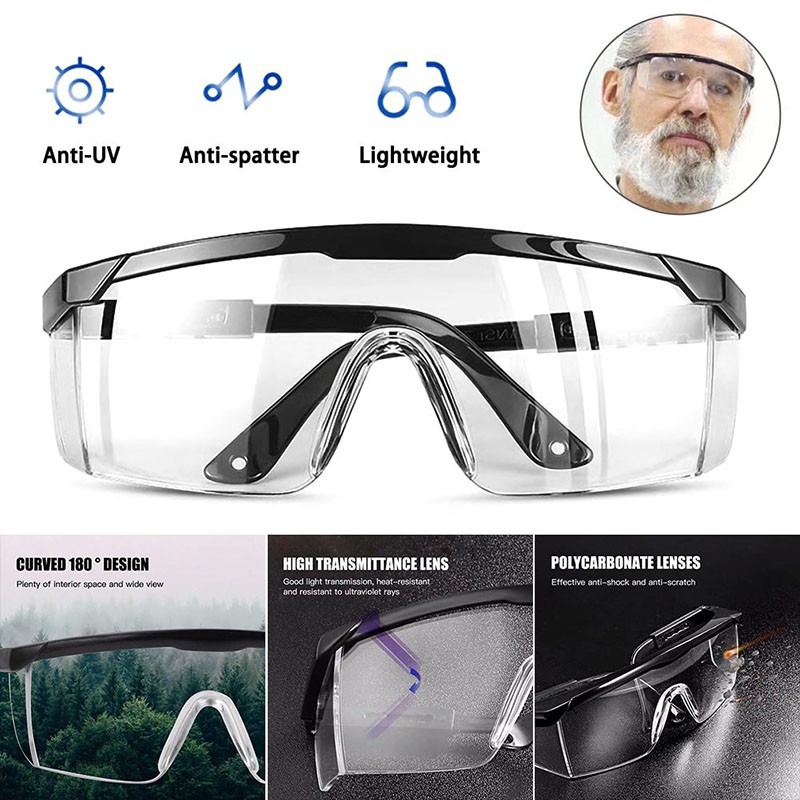 Anti-UV
Anti-spatter
Lightweight
CURVED 180 ° DESIGN
Plenty of interior space and wide view
HIGH TRANSMITTANCE LENS
Good light transmission, heat-resistant
and resistant to ultraviolet rays
POLYCARBONATE LENSES
Effective anti-shock and anti-scratch